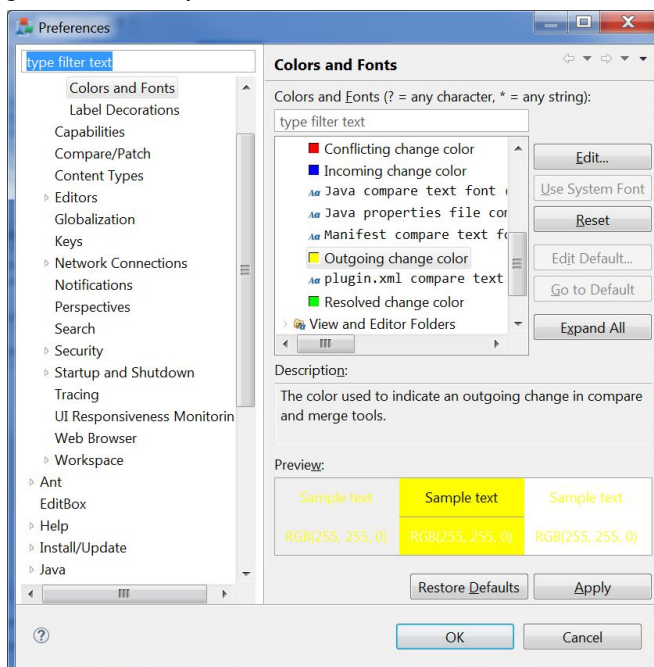 Preferences
type filter text
Colors and Fonts
Label Decorations
Capabilities
Compare/Patch
Content Types
Editors
Globalization
Keys
Network Connections
Notifications
Perspectives
Search
Security
Startup and Shutdown
Tracing
UI Responsiveness Monitorin
Web Browser
Workspace
Ant
EditBox
Help
Install/Update
Java
Colors and Fonts
Colors and Fonts (? = any character, * = any string):
type filter text
Conflicting change color
Incoming change color
Aa Java compare text font (
Aa Java properties file com
Aa Manifest compare text fo
Outgoing change color
Aa plugin.xml compare text
Resolved change color
View and Editor Folders
Edit...
Use System Font
Reset
Edit Default...
Go to Default
Expand All
Description:
The color used to indicate an outgoing change in compare
and merge tools.
Preview:
Sample text Sample text Sample text
RGB(255, 255, 0) RGB(255, 255, 0) RGB(255, 255, 0)
Restore Defaults Apply
OK Cancel